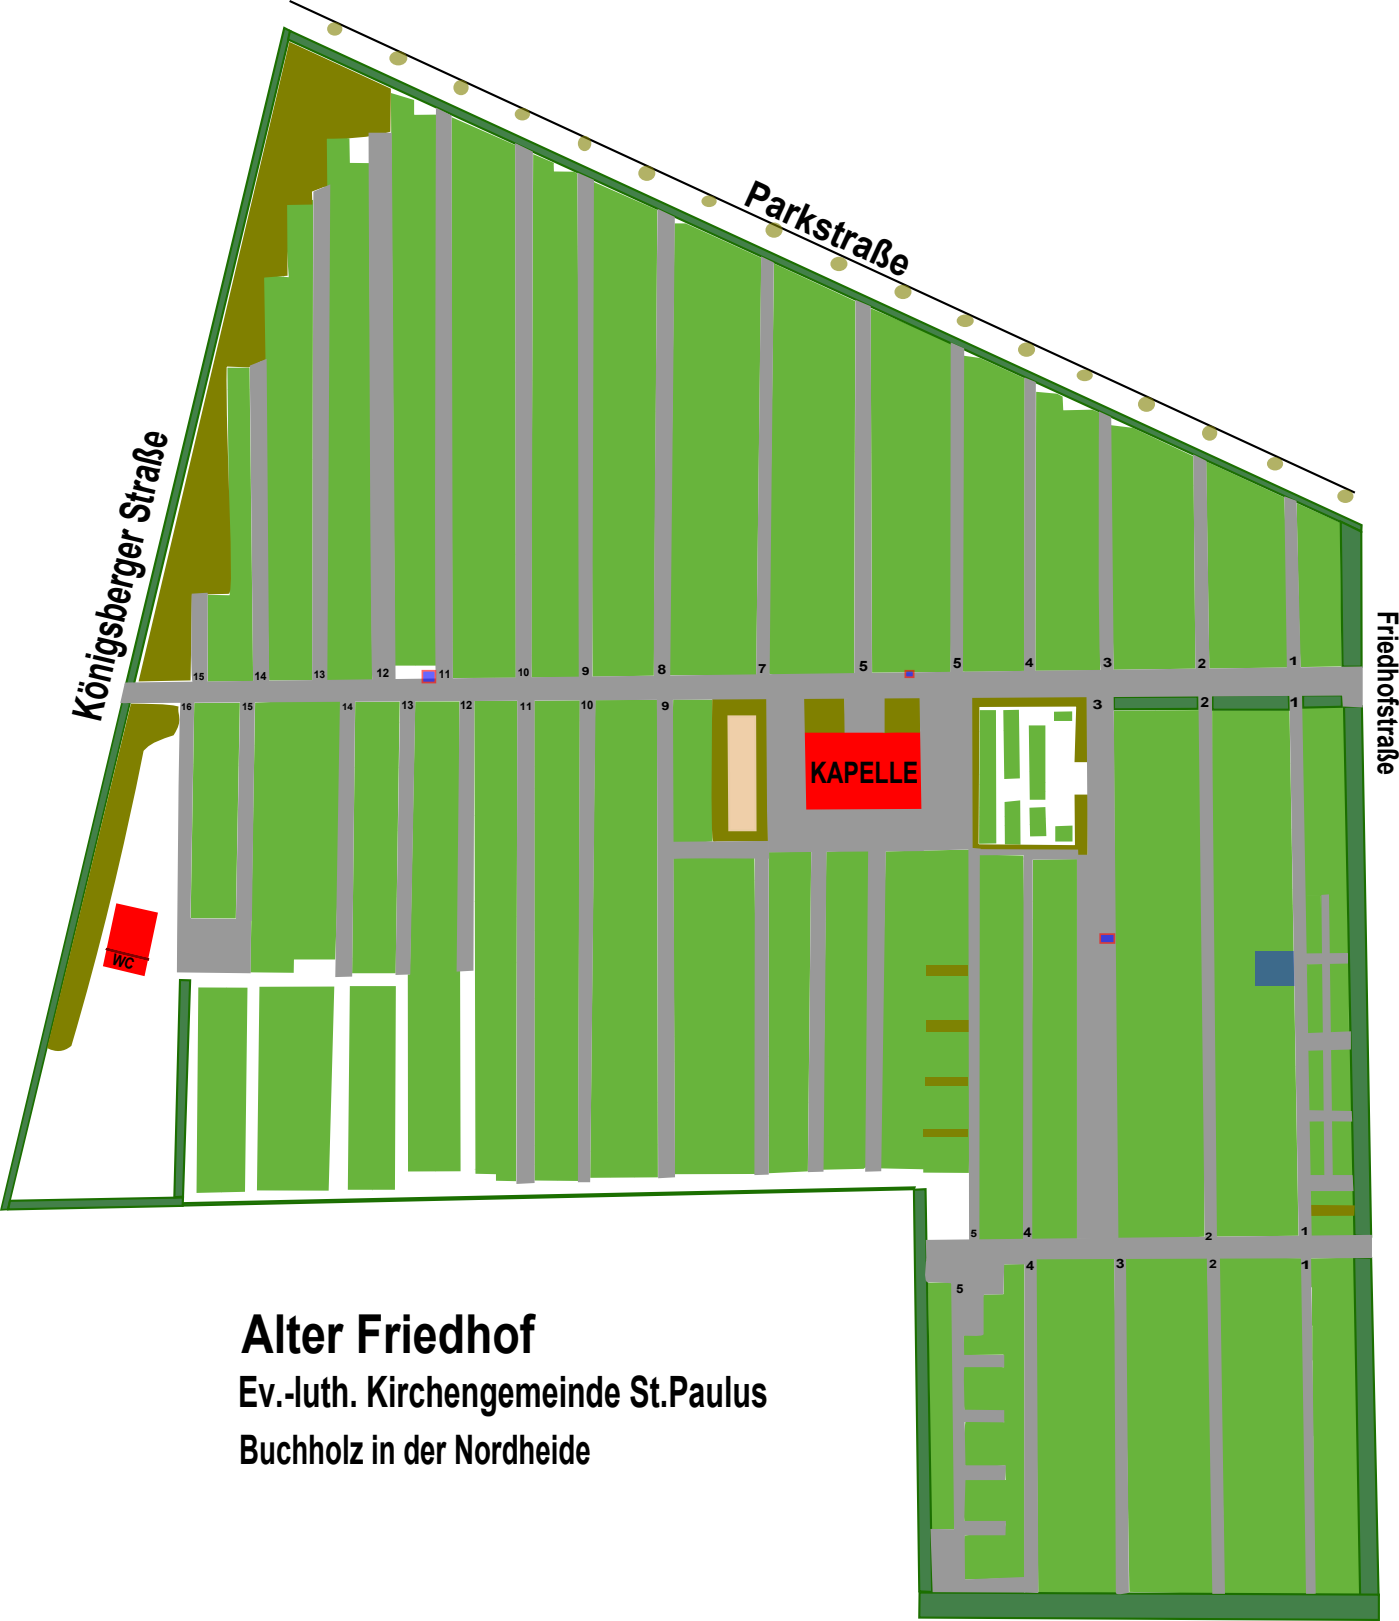 Parkstraße
Königsberger Straße
Friedhofstraße
15 14 13 12 11 10 9 8 7 5 5 4 3 2 1
16 15 14 13 12 11 10 9 3 2 1
KAPELLE
WC
5 4 2 1
5 4 3 2 1
Alter Friedhof
Ev.-luth. Kirchengemeinde St.Paulus
Buchholz in der Nordheide